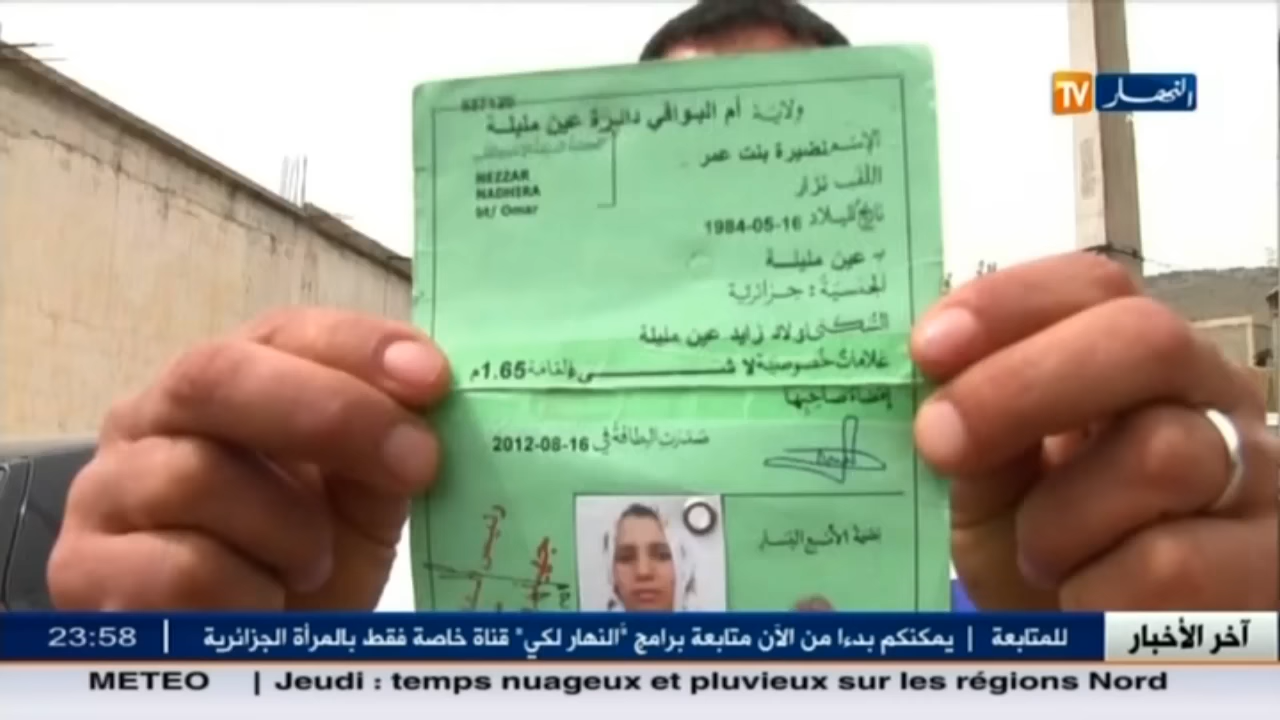 TV النهار
637120
ولاية أم البواقي دائرة عين مليلة
NEZZAR
NADHIRA
bt/ Omar
الإسم نضيرة بنت عمر
اللقب نزار
تاريخ الميلاد 16-05-1984
ب عين مليلة
الجنسية : جزائرية
السكنى اولاد زايد عين مليلة
علامات خصوصية لا شيء القامة 1.65م
إمضاء صاحبها
صدرت البطاقة في 16-08-2012
بصمة الأصبع اليسار
آخر الأخبار
للمتابعة | يمكنكم بدءا من الآن متابعة برامج "النهار لكي" قناة خاصة فقط بالمرأة الجزائرية | 23:58
METEO | Jeudi : temps nuageux et pluvieux sur les régions Nord